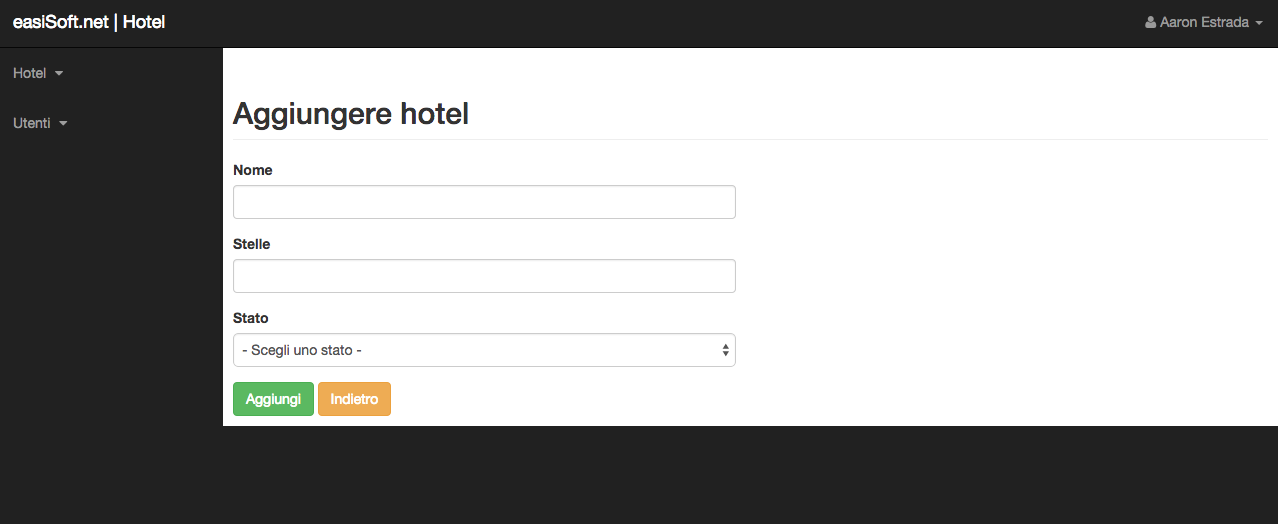 easiSoft.net | Hotel
Aaron Estrada
Hotel
Utenti
Aggiungere hotel
Nome
Stelle
Stato
- Scegli uno stato -
Aggiungi Indietro